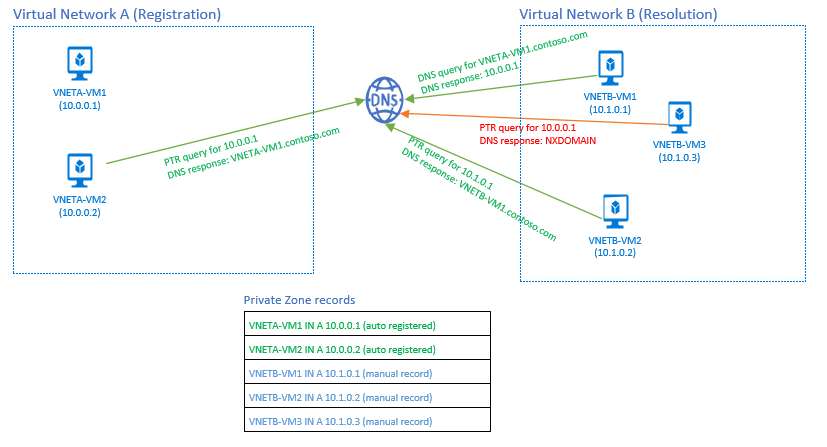 Virtual Network A (Registration)
Virtual Network B (Resolution)
VNETA-VM1
(10.0.0.1)
VNETA-VM2
(10.0.0.2)
PTR query for 10.0.0.1
DNS response: VNETA-VM1.contoso.com
DNS
DNS query for VNETA-VM1.contoso.com
DNS response: 10.0.0.1
VNETB-VM1
(10.1.0.1)
PTR query for 10.0.0.1
DNS response: NXDOMAIN
VNETB-VM3
(10.1.0.3)
PTR query for 10.1.0.1
DNS response: VNETB-VM1.contoso.com
VNETB-VM2
(10.1.0.2)
Private Zone records
VNETA-VM1 IN A 10.0.0.1 (auto registered)
VNETA-VM2 IN A 10.0.0.2 (auto registered)
VNETB-VM1 IN A 10.1.0.1 (manual record)
VNETB-VM2 IN A 10.1.0.2 (manual record)
VNETB-VM3 IN A 10.1.0.3 (manual record)